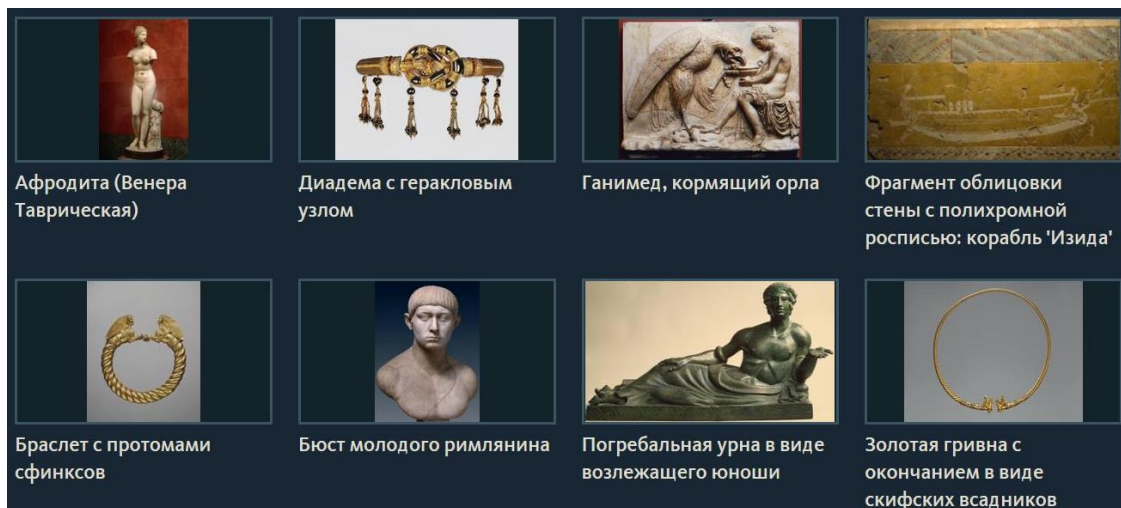 Афродита (Венера
Таврическая)
Диадема с геракловым
узлом
Ганимед, кормящий орла
Фрагмент облицовки
стены с полихромной
росписью: корабль 'Изида'
Браслет с протомами
сфинксов
Бюст молодого римлянина
Погребальная урна в виде
возлежащего юноши
Золотая гривна с
окончанием в виде
скифских всадников